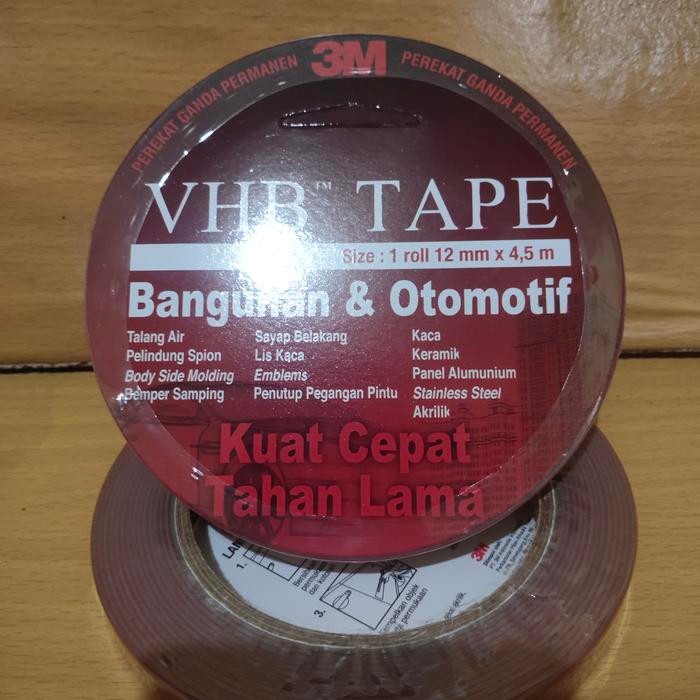 PEREKAT GANDA PERMANEN 3M PEREKAT GANDA PERMANEN
VHB™ TAPE
Size : 1 roll 12 mm x 4,5 m
Bangunan & Otomotif
Talang Air Sayap Belakang Kaca
Pelindung Spion Lis Kaca Keramik
Body Side Molding Emblems Panel Alumunium
Bemper Samping Penutup Pegangan Pintu Stainless Steel
Akrilik
Kuat Cepat
Tahan Lama
1.
3.
3M